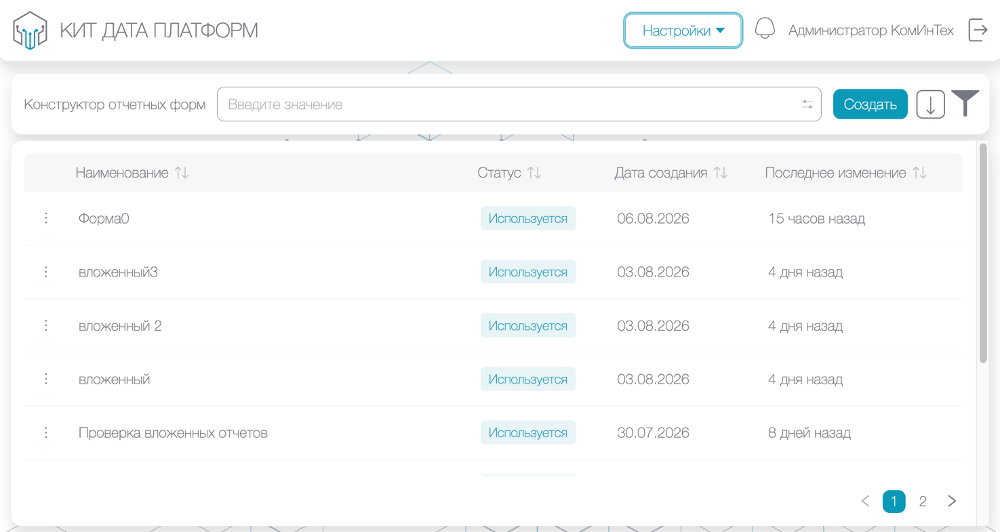 КИТ ДАТА ПЛАТФОРМ Настройки Администратор КомИнТех
Конструктор отчетных форм Введите значение Создать
Наименование Статус Дата создания Последнее изменение
Форма0 Используется 06.08.2026 15 часов назад
вложенный3 Используется 03.08.2026 4 дня назад
вложенный 2 Используется 03.08.2026 4 дня назад
вложенный Используется 03.08.2026 4 дня назад
Проверка вложенных отчетов Используется 30.07.2026 8 дней назад
1 2